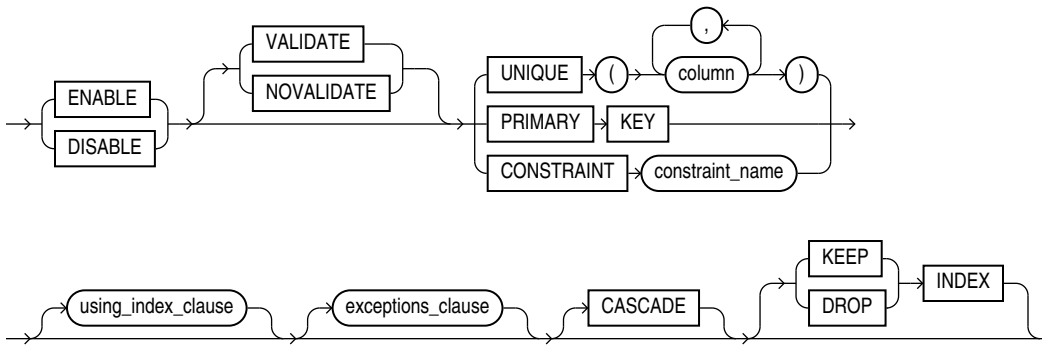 ENABLE
DISABLE
VALIDATE
NOVALIDATE
UNIQUE ( column , )
PRIMARY KEY
CONSTRAINT constraint_name
using_index_clause
exceptions_clause
CASCADE
KEEP
DROP
INDEX